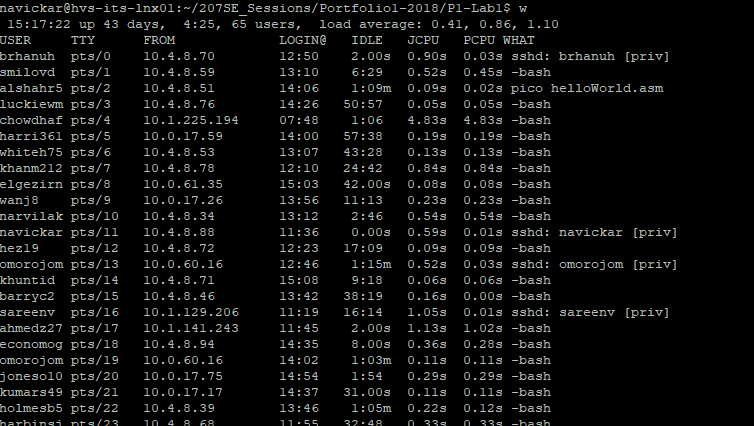 navickar@hvs-its-lnx01:~/207SE_Sessions/Portfolio1-2018/P1-Lab1$ w
 15:17:22 up 43 days,  4:25, 65 users,  load average: 0.41, 0.86, 1.10
USER     TTY      FROM             LOGIN@   IDLE   JCPU   PCPU WHAT
brhanuh  pts/0    10.4.8.70        12:50    2.00s  0.90s  0.03s sshd: brhanuh [priv]
smilovd  pts/1    10.4.8.59        13:10    6:29   0.52s  0.45s -bash
alshahr5 pts/2    10.4.8.51        14:06    1:09m  0.09s  0.02s pico helloWorld.asm
luckiewm pts/3    10.4.8.76        14:26   50:57   0.05s  0.05s -bash
chowdhaf pts/4    10.1.225.194     07:48    1:06   4.83s  4.83s -bash
harri361 pts/5    10.0.17.59       14:00   57:38   0.19s  0.19s -bash
whiteh75 pts/6    10.4.8.53        13:07   43:28   0.13s  0.13s -bash
khanm212 pts/7    10.4.8.78        12:10   24:42   0.84s  0.84s -bash
elgezirn pts/8    10.0.61.35       15:03   42.00s  0.08s  0.08s -bash
wanj8    pts/9    10.0.17.26       13:56   11:13   0.23s  0.23s -bash
narvilak pts/10   10.4.8.34        13:12    2:46   0.54s  0.54s -bash
navickar pts/11   10.4.8.88        11:36    0.00s  0.59s  0.01s sshd: navickar [priv]
hez19    pts/12   10.4.8.72        12:23   17:09   0.09s  0.09s -bash
omorojom pts/13   10.0.60.16       12:46    1:15m  0.52s  0.03s sshd: omorojom [priv]
khuntid  pts/14   10.4.8.71        15:08    9:18   0.06s  0.06s -bash
barryc2  pts/15   10.4.8.46        13:42   38:19   0.16s  0.00s -bash
sareenv  pts/16   10.1.129.206     11:19   16:14   1.05s  0.01s sshd: sareenv [priv]
ahmedz27 pts/17   10.1.141.243     11:45    2.00s  1.13s  1.02s -bash
economog pts/18   10.4.8.94        14:35    8.00s  0.36s  0.28s -bash
omorojom pts/19   10.0.60.16       14:02    1:03m  0.11s  0.11s -bash
joneso10 pts/20   10.0.17.75       14:54    1:54   0.29s  0.29s -bash
kumars49 pts/21   10.0.17.17       14:37   31.00s  0.11s  0.11s -bash
holmesb5 pts/22   10.4.8.39        13:46    1:05m  0.22s  0.12s -bash
harbinsj pts/23   10.4.8.68        11:55   32:48   0.33s  0.33s -bash